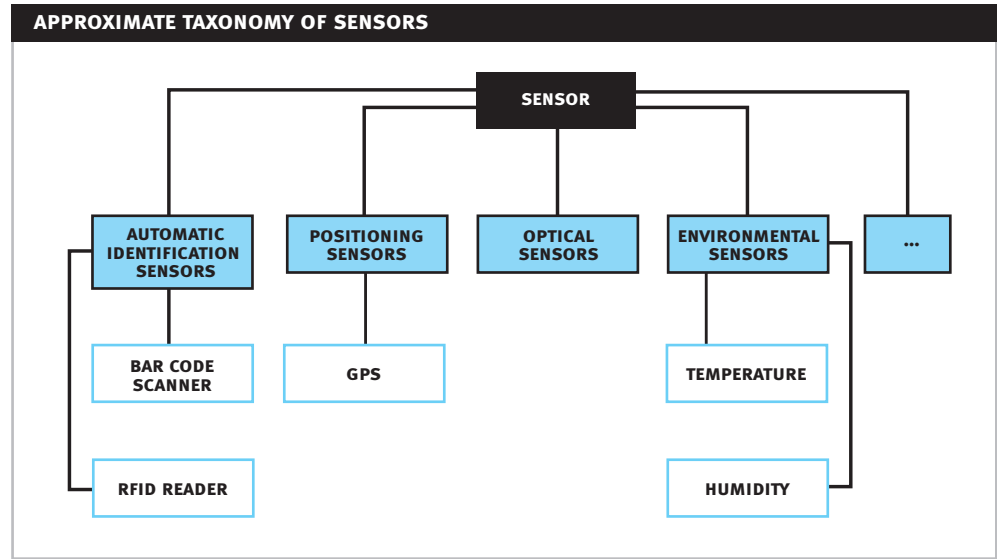 APPROXIMATE TAXONOMY OF SENSORS
SENSOR
AUTOMATIC
IDENTIFICATION
SENSORS
POSITIONING
SENSORS
OPTICAL
SENSORS
ENVIRONMENTAL
SENSORS
...
BAR CODE
SCANNER
GPS
TEMPERATURE
RFID READER
HUMIDITY